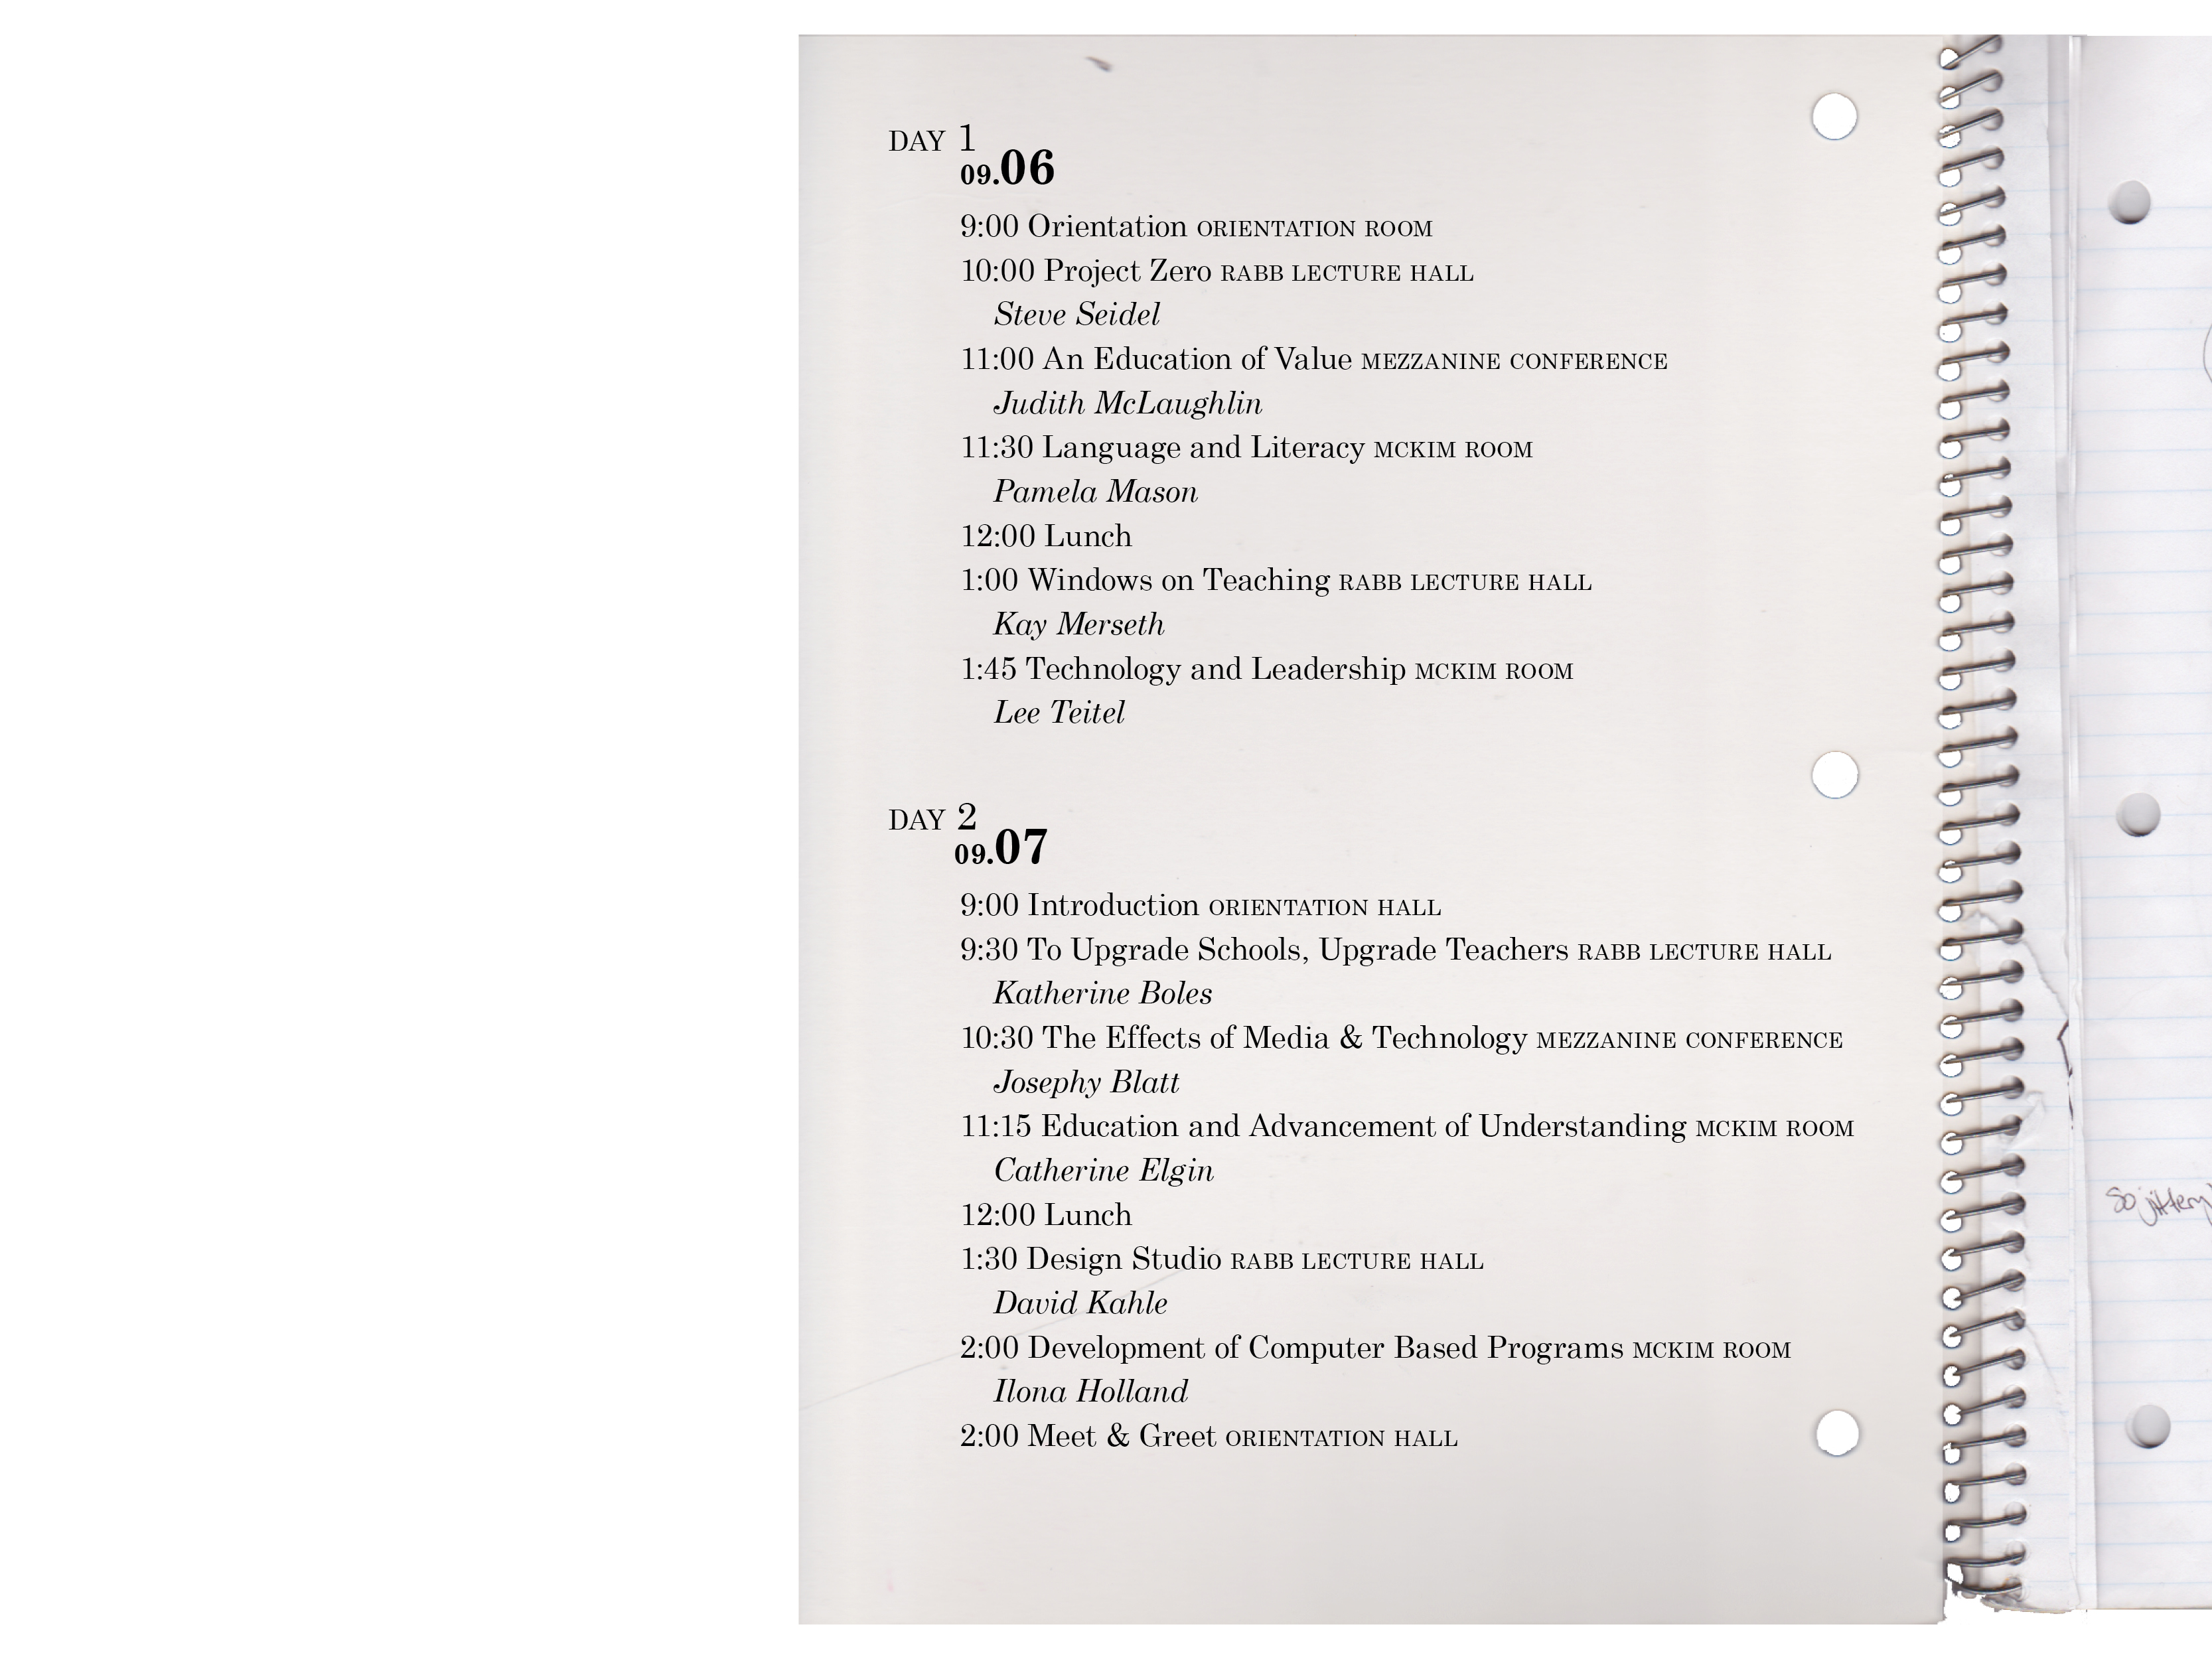 DAY 1
09.06
9:00 Orientation ORIENTATION ROOM
10:00 Project Zero RABB LECTURE HALL
Steve Seidel
11:00 An Education of Value MEZZANINE CONFERENCE
Judith McLaughlin
11:30 Language and Literacy MCKIM ROOM
Pamela Mason
12:00 Lunch
1:00 Windows on Teaching RABB LECTURE HALL
Kay Merseth
1:45 Technology and Leadership MCKIM ROOM
Lee Teitel
DAY 2
09.07
9:00 Introduction ORIENTATION HALL
9:30 To Upgrade Schools, Upgrade Teachers RABB LECTURE HALL
Katherine Boles
10:30 The Effects of Media & Technology MEZZANINE CONFERENCE
Josephy Blatt
11:15 Education and Advancement of Understanding MCKIM ROOM
Catherine Elgin
12:00 Lunch
1:30 Design Studio RABB LECTURE HALL
David Kahle
2:00 Development of Computer Based Programs MCKIM ROOM
Ilona Holland
2:00 Meet & Greet ORIENTATION HALL
So jittery